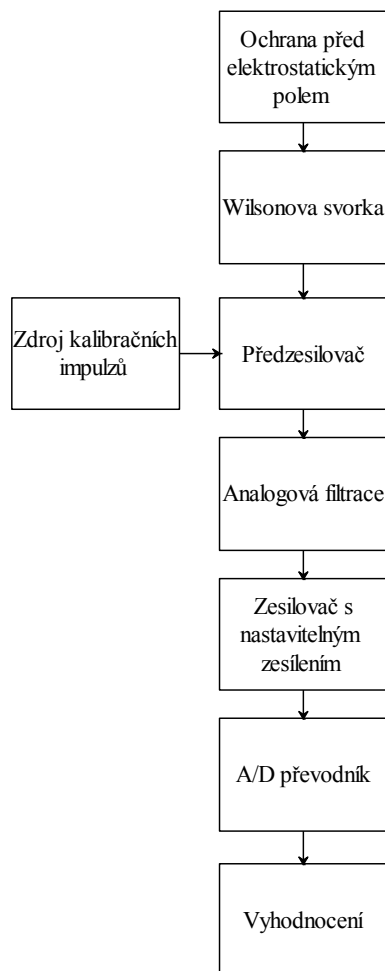 Ochrana před
elektrostatickým
polem
Wilsonova svorka
Zdroj kalibračních
impulzů
Předzesilovač
Analogová filtrace
Zesilovač s
nastavitelným
zesílením
A/D převodník
Vyhodnocení